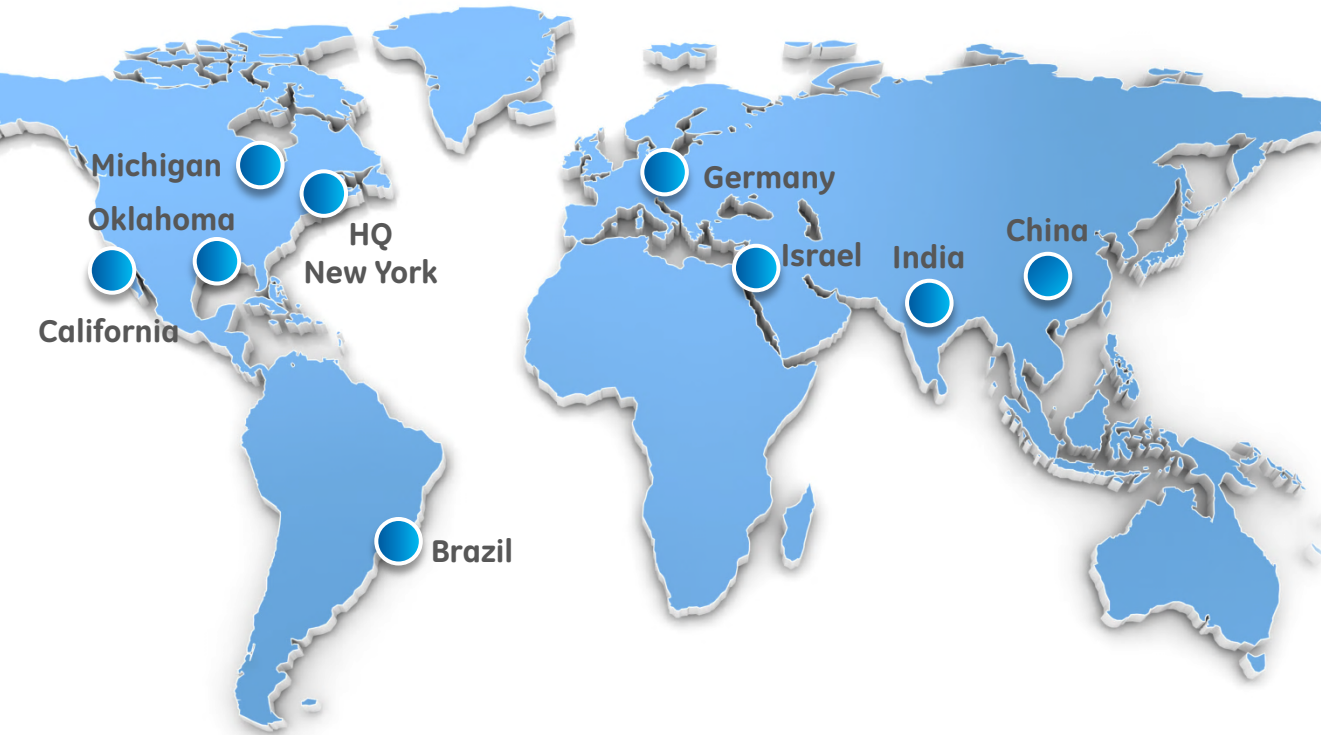 Michigan
Germany
Oklahoma
HQ
New York
China
Israel
India
California
Brazil